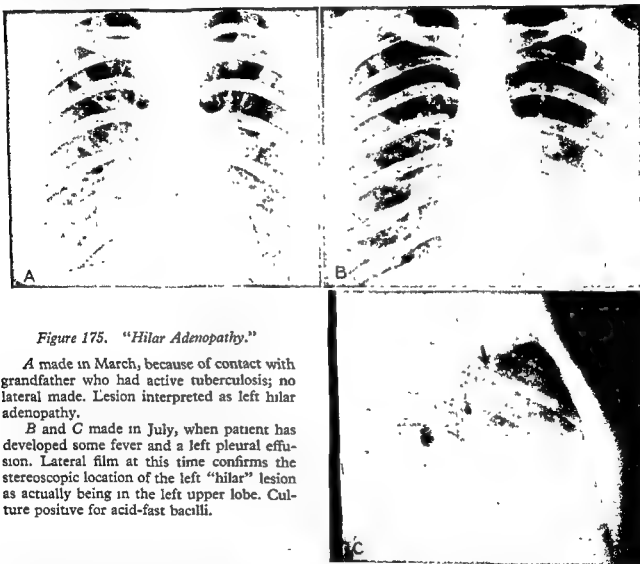 A
B
Figure 175. "Hilar Adenopathy."
A made in March, because of contact with
grandfather who had active tuberculosis; no
lateral made. Lesion interpreted as left hilar
adenopathy.
B and C made in July, when patient has
developed some fever and a left pleural effu-
sion. Lateral film at this time confirms the
stereoscopic location of the left "hilar" lesion
as actually being in the left upper lobe. Cul-
ture positive for acid-fast bacilli.
C